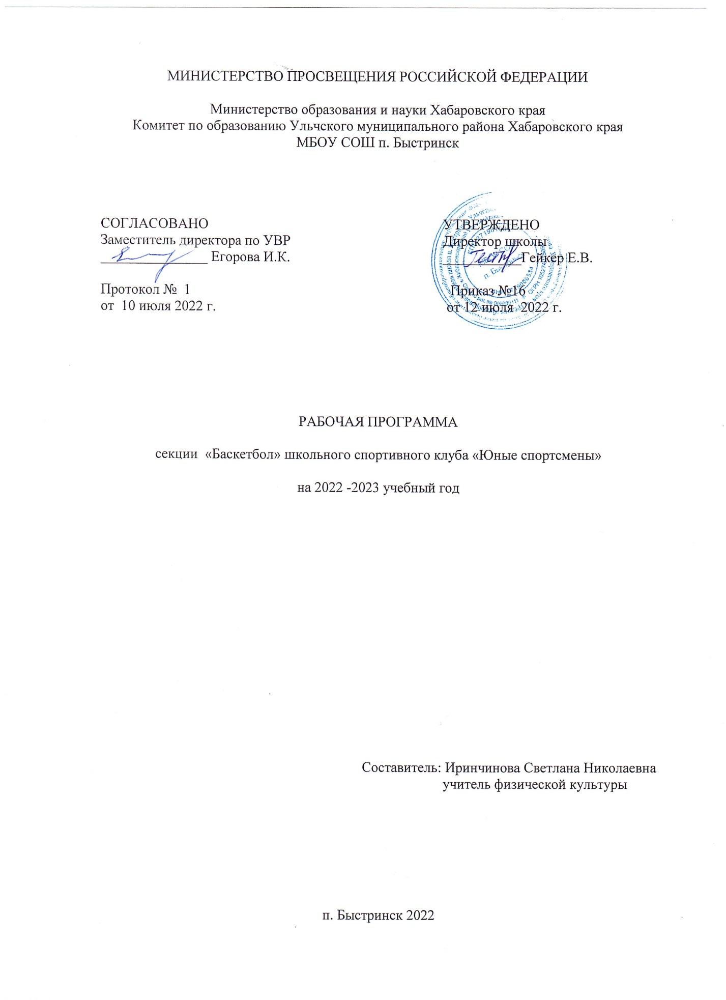 МИНИСТЕРСТВО ПРОСВЕЩЕНИЯ РОССИЙСКОЙ ФЕДЕРАЦИИ
Министерство образования и науки Хабаровского края
Комитет по образованию Ульчского муниципального района Хабаровского края
МБОУ СОШ п. Быстринск
СОГЛАСОВАНО
Заместитель директора по УВР
_______________ Егорова И.К.
Протокол №  1
от  10 июля 2022 г.
УТВЕРЖДЕНО
Директор школы
___________Гейкер Е.В.
Приказ №16
от 12 июля  2022 г.
РАБОЧАЯ ПРОГРАММА
секции  «Баскетбол» школьного спортивного клуба «Юные спортсмены»
на 2022 -2023 учебный год
Составитель: Иринчинова Светлана Николаевна
учитель физической культуры
п. Быстринск 2022